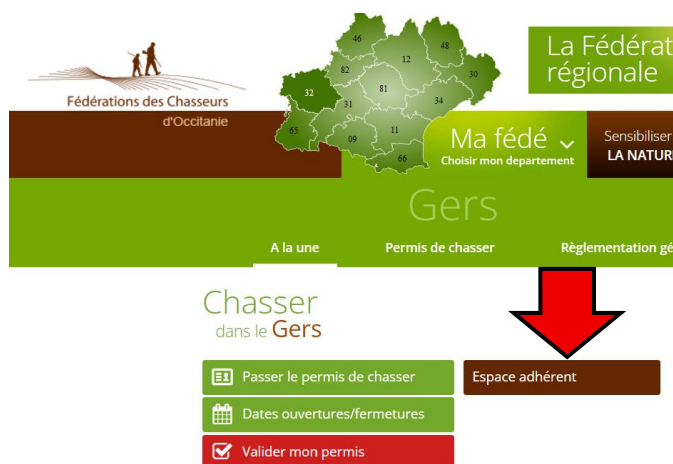 46
48
12
82
30
32
81
31
34
65
09
11
66
La Fédérat
régionale
Fédérations des Chasseurs
d'Occitanie
Ma fédé
Choisir mon departement
Sensibiliser
LA NATUR
Gers
A la une
Permis de chasser
Règlementation gé
Chasser
dans le Gers
Passer le permis de chasser
Espace adhérent
Dates ouvertures/fermetures
Valider mon permis